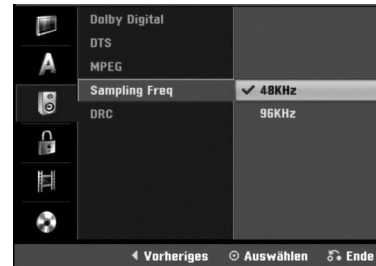 Dolby Digital
DTS
A
MPEG
Sampling Freq ✓ 48KHz
DRC 96KHz
Vorheriges Auswählen Ende